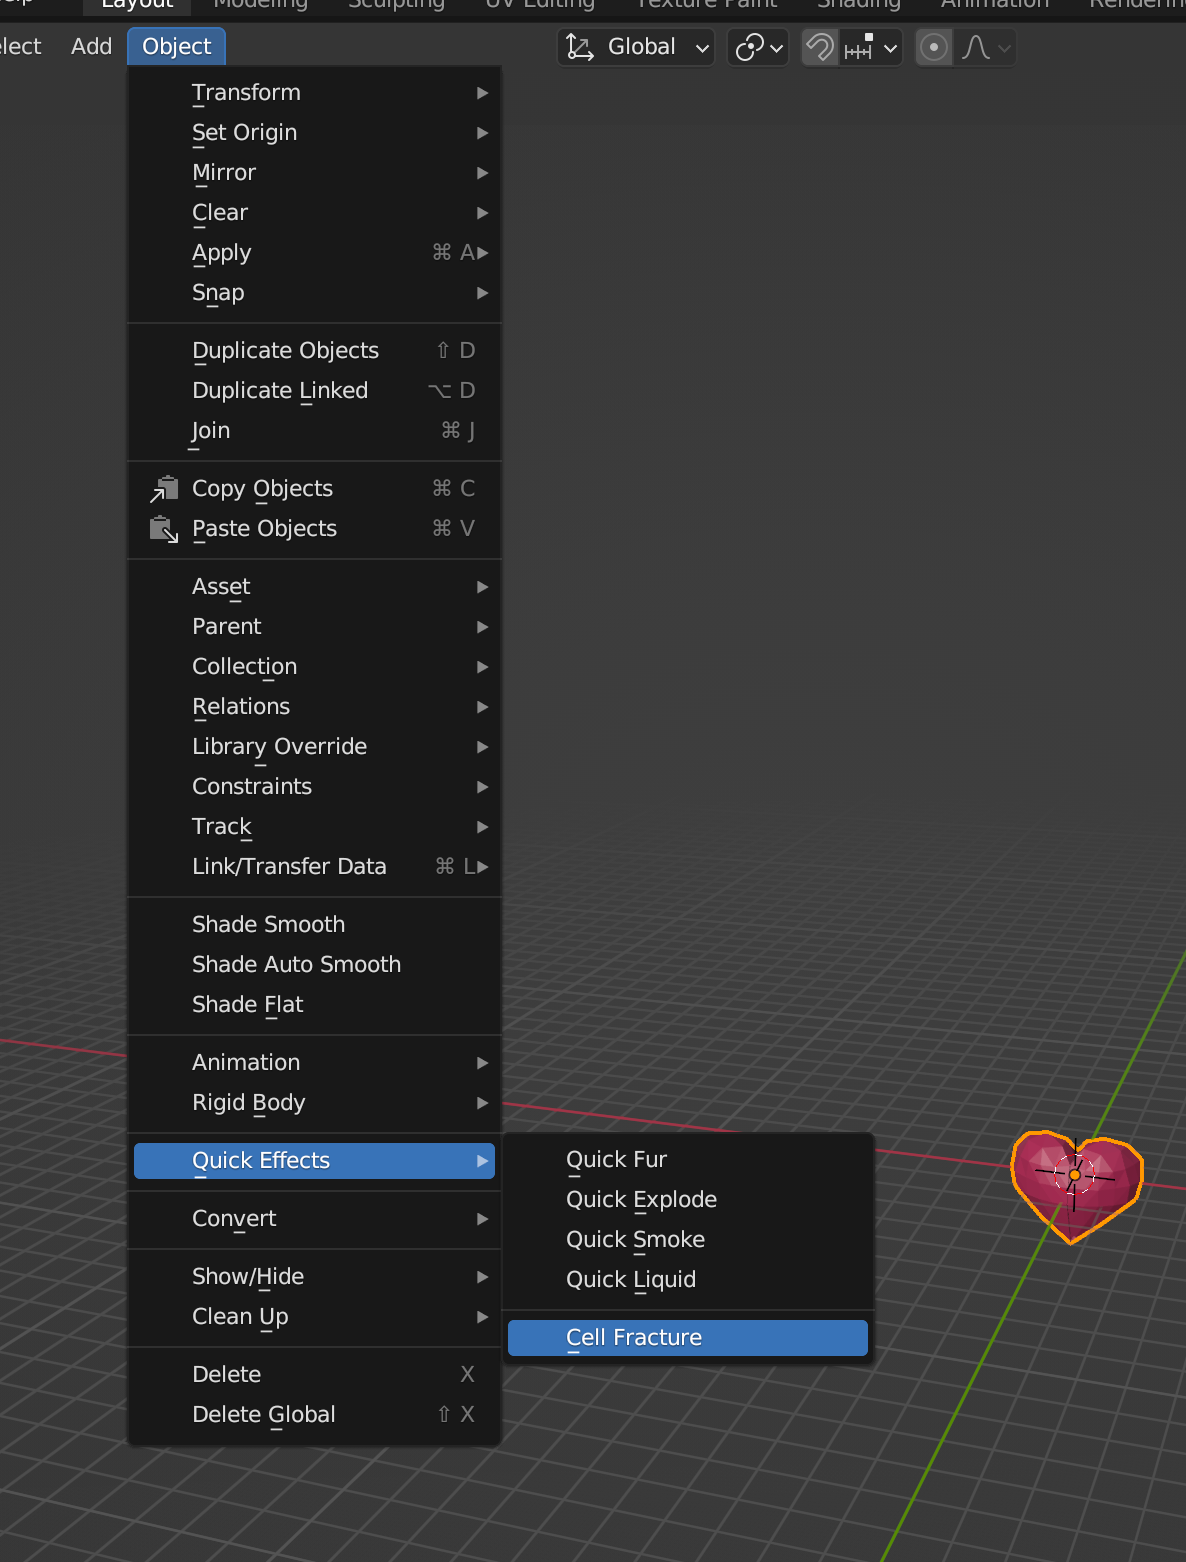 Layout Modeling Sculpting UV Editing Texture Paint Shading Animation
Add Object Global
Transform
Set Origin
Mirror
Clear
Apply ⌘ A
Snap
Duplicate Objects ⇧ D
Duplicate Linked ⌥ D
Join ⌘ J
Copy Objects ⌘ C
Paste Objects ⌘ V
Asset
Parent
Collection
Relations
Library Override
Constraints
Track
Link/Transfer Data ⌘ L
Shade Smooth
Shade Auto Smooth
Shade Flat
Animation
Rigid Body
Quick Effects
Quick Fur
Quick Explode
Quick Smoke
Quick Liquid
Cell Fracture
Convert
Show/Hide
Clean Up
Delete X
Delete Global ⇧ X